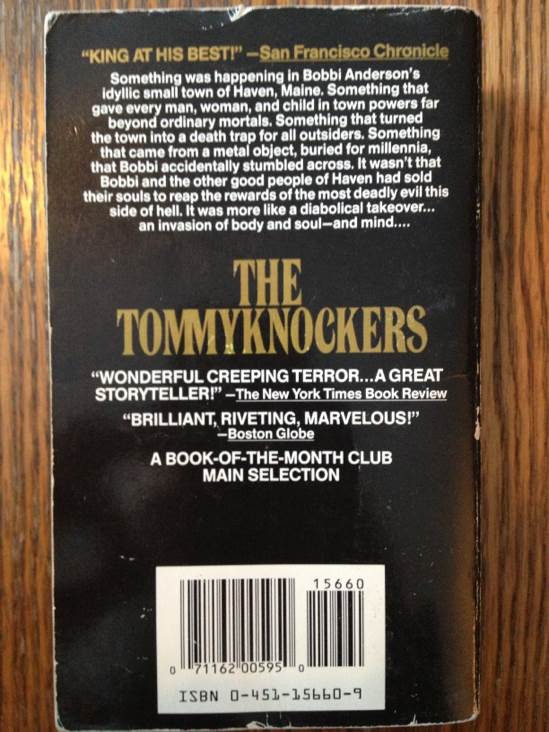 “KING AT HIS BEST!” —San Francisco Chronicle
Something was happening in Bobbi Anderson’s
idyllic small town of Haven, Maine. Something that
gave every man, woman, and child in town powers far
beyond ordinary mortals. Something that turned
the town into a death trap for all outsiders. Something
that came from a metal object, buried for millennia,
that Bobbi accidentally stumbled across. It wasn’t that
Bobbi and the other good people of Haven had sold
their souls to reap the rewards of the most deadly evil this
side of hell. It was more like a diabolical takeover...
an invasion of body and soul—and mind....
THE
TOMMYKNOCKERS
“WONDERFUL CREEPING TERROR...A GREAT
STORYTELLER!” —The New York Times Book Review
“BRILLIANT, RIVETING, MARVELOUS!”
—Boston Globe
A BOOK-OF-THE-MONTH CLUB
MAIN SELECTION
15660
0 71162 00595 0
ISBN 0-451-15660-9